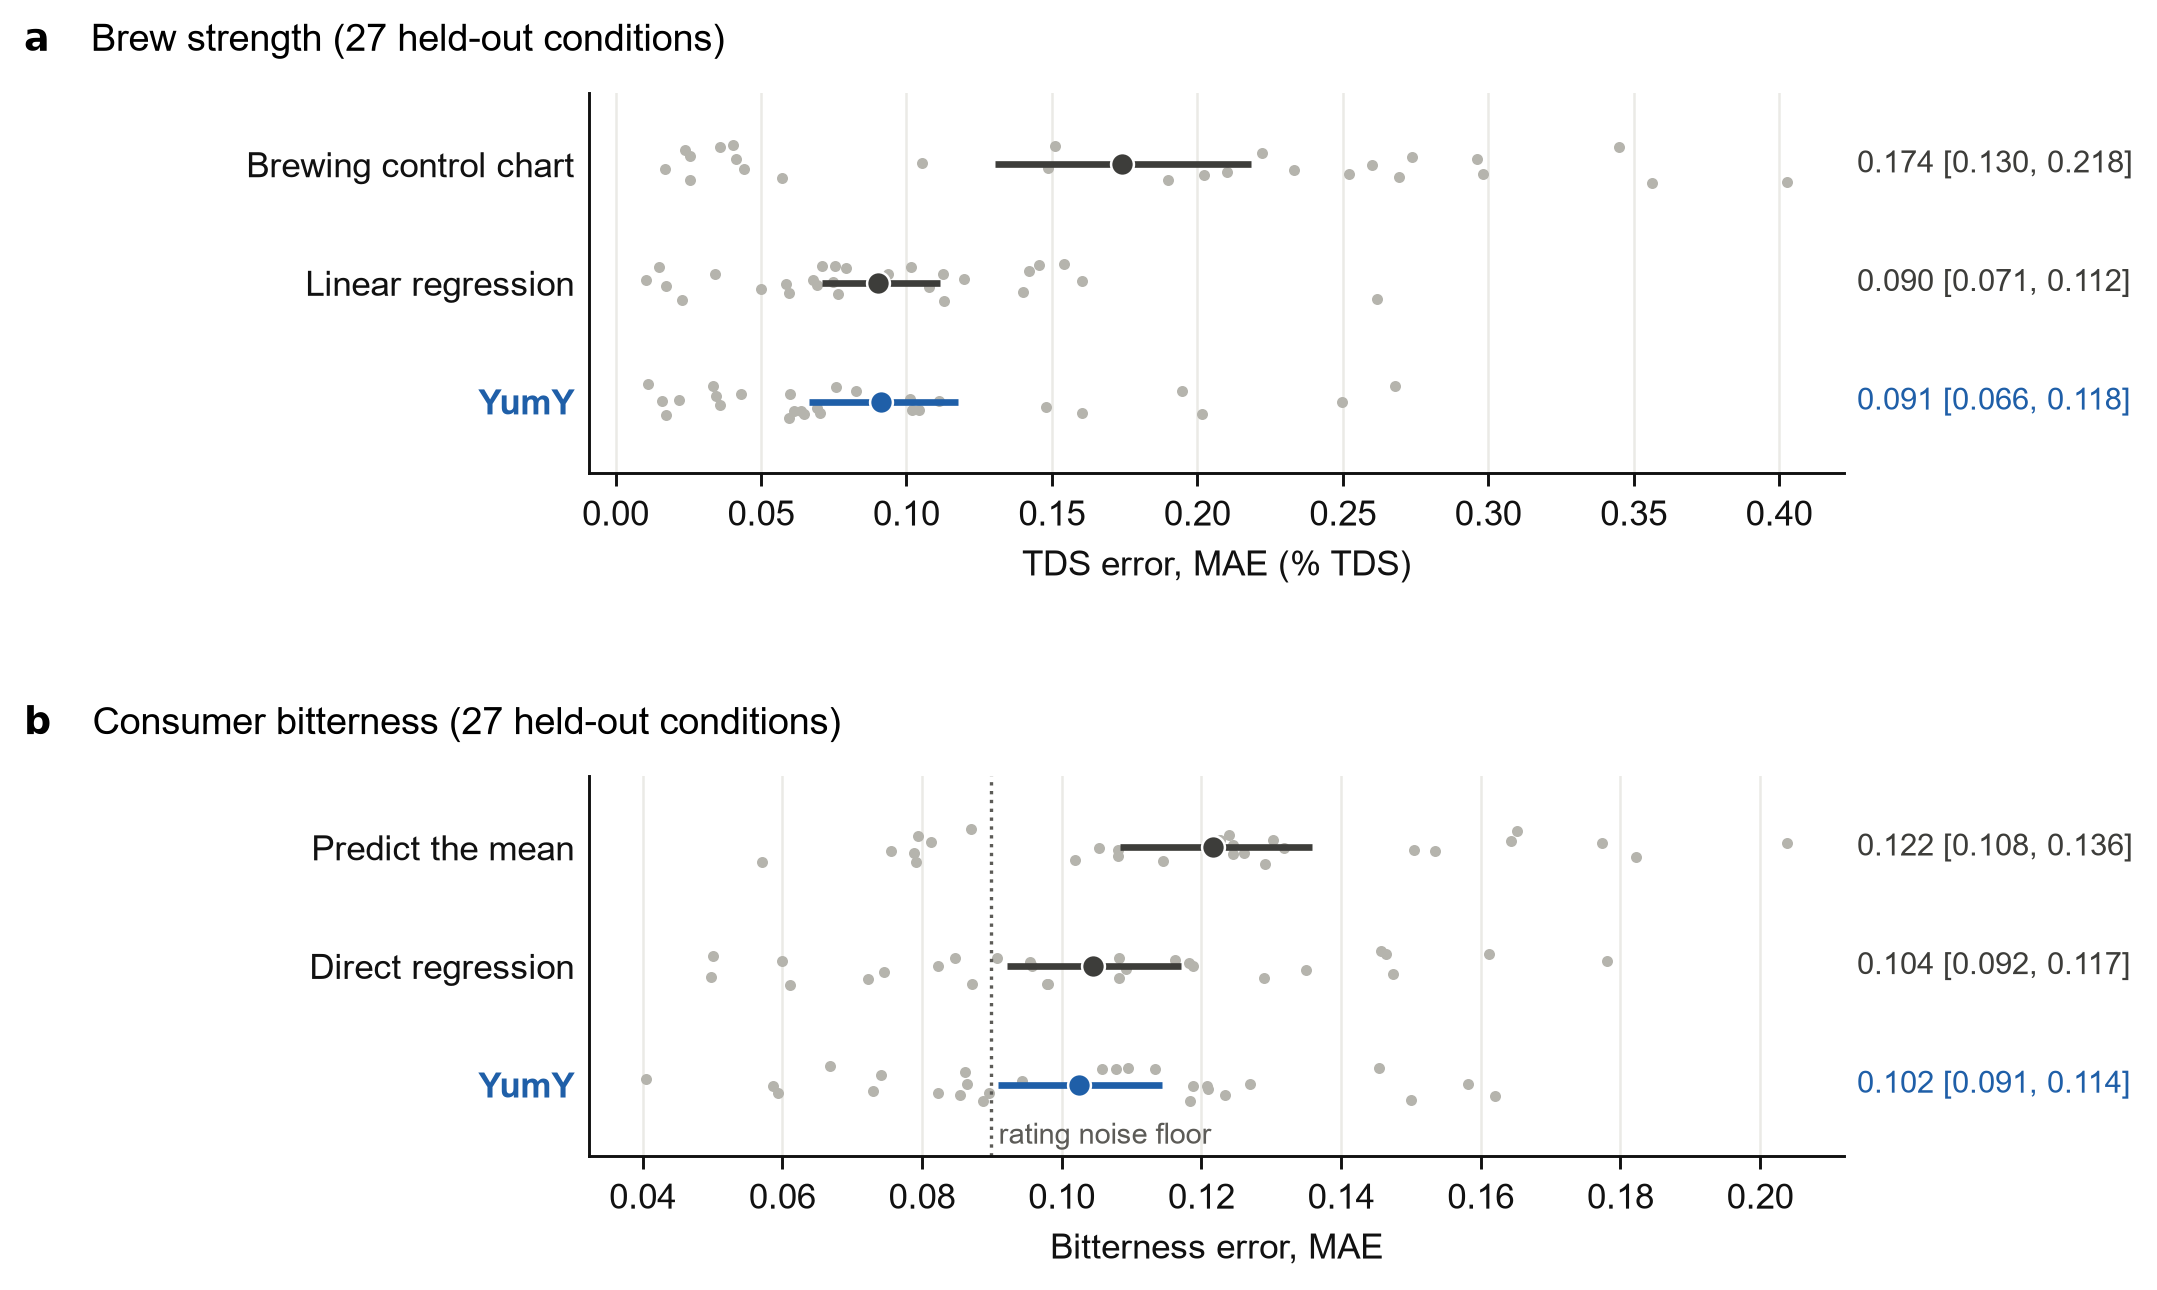 a Brew strength (27 held-out conditions)
Brewing control chart 0.174 [0.130, 0.218]
Linear regression 0.090 [0.071, 0.112]
YumY 0.091 [0.066, 0.118]
0.00 0.05 0.10 0.15 0.20 0.25 0.30 0.35 0.40
TDS error, MAE (% TDS)
b Consumer bitterness (27 held-out conditions)
Predict the mean 0.122 [0.108, 0.136]
Direct regression 0.104 [0.092, 0.117]
YumY 0.102 [0.091, 0.114]
rating noise floor
0.04 0.06 0.08 0.10 0.12 0.14 0.16 0.18 0.20
Bitterness error, MAE